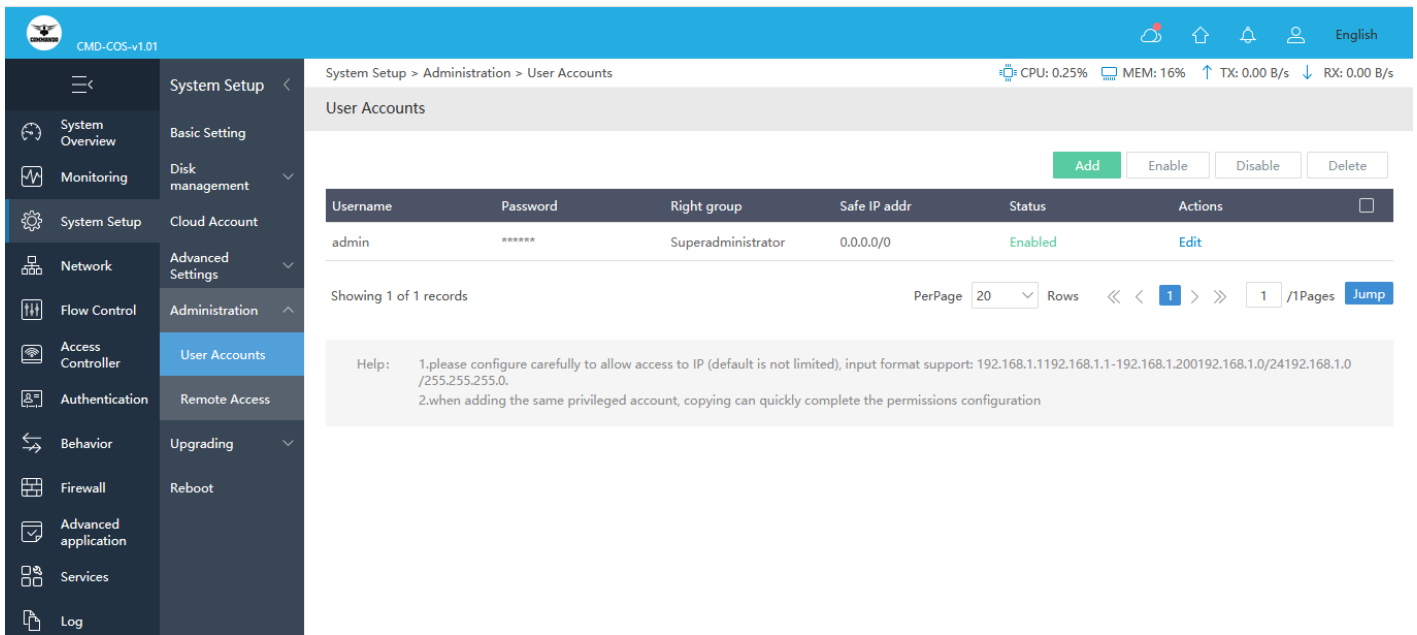 COMMANDO
CMD-COS-v1.01
English
System Setup
System Setup > Administration > User Accounts
CPU: 0.25%
MEM: 16%
TX: 0.00 B/s
RX: 0.00 B/s
User Accounts
System
Overview
Monitoring
System Setup
Network
Flow Control
Access
Controller
Authentication
Behavior
Firewall
Advanced
application
Services
Log
Basic Setting
Disk
management
Cloud Account
Advanced
Settings
Administration
User Accounts
Remote Access
Upgrading
Reboot
Add Enable Disable Delete
Username Password Right group Safe IP addr Status Actions
admin ****** Superadministrator 0.0.0.0/0 Enabled Edit
Showing 1 of 1 records PerPage 20 Rows 1 1 /1Pages Jump
Help: 1.please configure carefully to allow access to IP (default is not limited), input format support: 192.168.1.1192.168.1.1-192.168.1.200192.168.1.0/24192.168.1.0
/255.255.255.0.
2.when adding the same privileged account, copying can quickly complete the permissions configuration